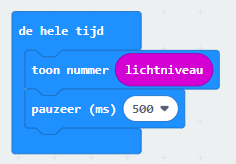 de hele tijd
toon nummer lichtniveau
pauzeer (ms) 500